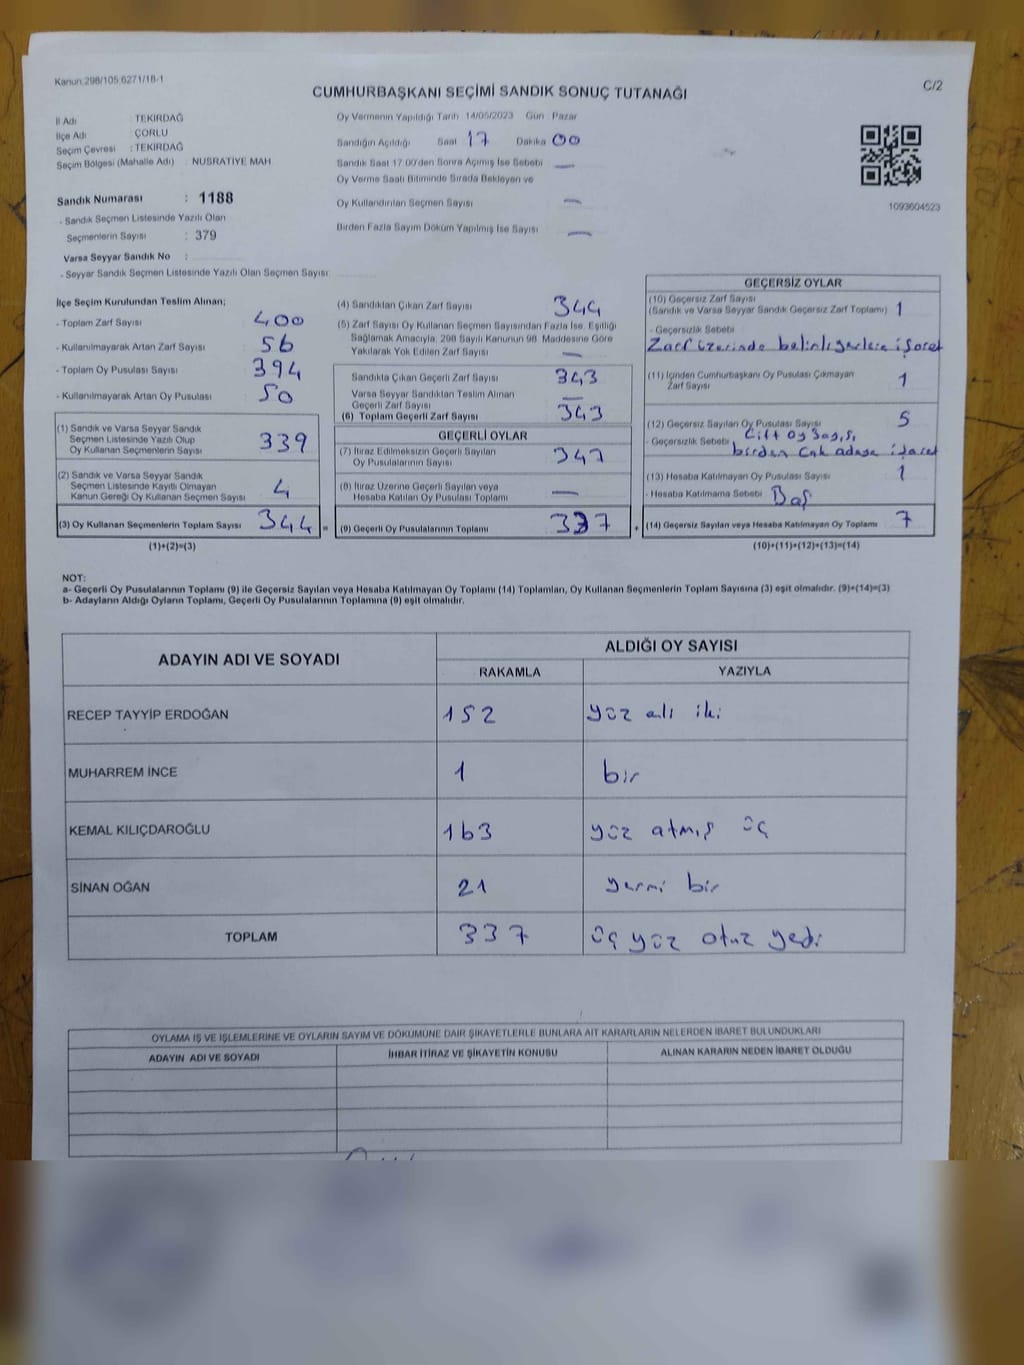 Kanun:298/105 6271/18-1
C/2
CUMHURBAŞKANI SEÇİMİ SANDIK SONUÇ TUTANAĞI
İl Adı : TEKİRDAĞ
İlçe Adı : ÇORLU
Seçim Çevresi : TEKİRDAĞ
Seçim Bölgesi (Mahalle Adı) : NUSRATİYE MAH
Sandık Numarası : 1188
- Sandık Seçmen Listesinde Yazılı Olan
Seçmenlerin Sayısı : 379
Varsa Seyyar Sandık No :
- Seyyar Sandık Seçmen Listesinde Yazılı Olan Seçmen Sayısı:
Oy Vermenin Yapıldığı Tarih 14/05/2023 Gün Pazar
Sandığın Açıldığı Saat 17 Dakika 00
Sandık Saat 17.00'den Sonra Açımış İse Sebebi —
Oy Verme Saati Bitiminde Sırada Bekleyen ve
Oy Kullandırılan Seçmen Sayısı —
Birden Fazla Sayım Döküm Yapılmış İse Sayısı —
1093604523
İlçe Seçim Kurulundan Teslim Alınan;
- Toplam Zarf Sayısı 400
- Kullanılmayarak Artan Zarf Sayısı 56
- Toplam Oy Pusulası Sayısı 394
- Kullanılmayarak Artan Oy Pusulası 50
(1) Sandık ve Varsa Seyyar Sandık
Seçmen Listesinde Yazılı Olup
Oy Kullanan Seçmenlerin Sayısı 339
(2) Sandık ve Varsa Seyyar Sandık
Seçmen Listesinde Kayıtlı Olmayan
Kanun Gereği Oy Kullanan Seçmen Sayısı 4
(3) Oy Kullanan Seçmenlerin Toplam Sayısı 344 =
(1)+(2)=(3)
(4) Sandıktan Çıkan Zarf Sayısı 344
(5) Zarf Sayısı Oy Kullanan Seçmen Sayısından Fazla İse, Eşitliği
Sağlamak Amacıyla, 298 Sayılı Kanunun 98. Maddesine Göre
Yakılarak Yok Edilen Zarf Sayısı —
Sandıkta Çıkan Geçerli Zarf Sayısı 343
Varsa Seyyar Sandıktan Teslim Alınan
Geçerli Zarf Sayısı —
(6) Toplam Geçerli Zarf Sayısı 343
GEÇERLİ OYLAR
(7) İtiraz Edilmeksizin Geçerli Sayılan
Oy Pusulalarının Sayısı
(8) İtiraz Üzerine Geçerli Sayılan veya
Hesaba Katılan Oy Pusulası Toplamı —
(9) Geçerli Oy Pusulalarının Toplamı 337 +
GEÇERSİZ OYLAR
(10) Geçersiz Zarf Sayısı
(Sandık ve Varsa Seyyar Sandık Geçersiz Zarf Toplamı) 1
- Geçersizlik Sebebi
Zarf üzerinde belirli yerlere işaret
(11) İçinden Cumhurbaşkanı Oy Pusulası Çıkmayan
Zarf Sayısı 1
(12) Geçersiz Sayılan Oy Pusulası Sayısı 5
- Geçersizlik Sebebi Çift oy
birden çok adaya işaret
(13) Hesaba Katılmayan Oy Pusulası Sayısı 1
- Hesaba Katılmama Sebebi Boş
(14) Geçersiz Sayılan veya Hesaba Katılmayan Oy Toplamı 7
(10)+(11)+(12)+(13)=(14)
NOT:
a- Geçerli Oy Pusulalarının Toplamı (9) ile Geçersiz Sayılan veya Hesaba Katılmayan Oy Toplamı (14) Toplamları, Oy Kullanan Seçmenlerin Toplam Sayısına (3) eşit olmalıdır. (9)+(14)=(3)
b- Adayların Aldığı Oyların Toplamı, Geçerli Oy Pusulalarının Toplamına (9) eşit olmalıdır.
ADAYIN ADI VE SOYADI
ALDIĞI OY SAYISI
RAKAMLA YAZIYLA
RECEP TAYYİP ERDOĞAN 152 yüz elli iki
MUHARREM İNCE 1 bir
KEMAL KILIÇDAROĞLU 163 yüz atmış üç
SİNAN OĞAN 21 yirmi bir
TOPLAM 337 üç yüz otuz yedi
OYLAMA İŞ VE İŞLEMLERİNE VE OYLARIN SAYIM VE DÖKÜMÜNE DAİR ŞİKAYETLERLE BUNLARA AİT KARARLARIN NELERDEN İBARET BULUNDUKLARI
ADAYIN ADI VE SOYADI İHBAR İTİRAZ VE ŞİKAYETİN KONUSU ALINAN KARARIN NEDEN İBARET OLDUĞU